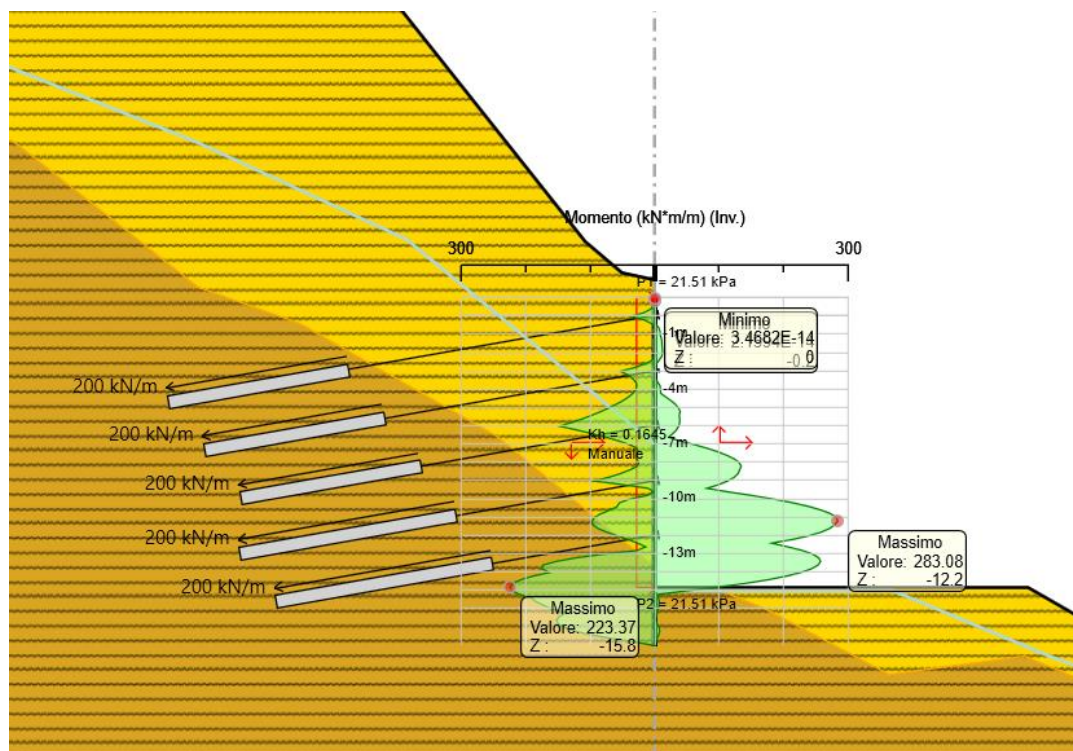 Momento (kN*m/m) (Inv.)
300
300
P1 = 21.51 kPa
Minimo
Valore: 3.4682E-14
Z : 0
-0.2
-1m
200 kN/m
-4m
200 kN/m
Kh = 0.1645
-7m
Manuale
200 kN/m
-10m
200 kN/m
-13m
Massimo
Valore: 283.08
Z : -12.2
200 kN/m
P2 = 21.51 kPa
Massimo
Valore: 223.37
Z : -15.8